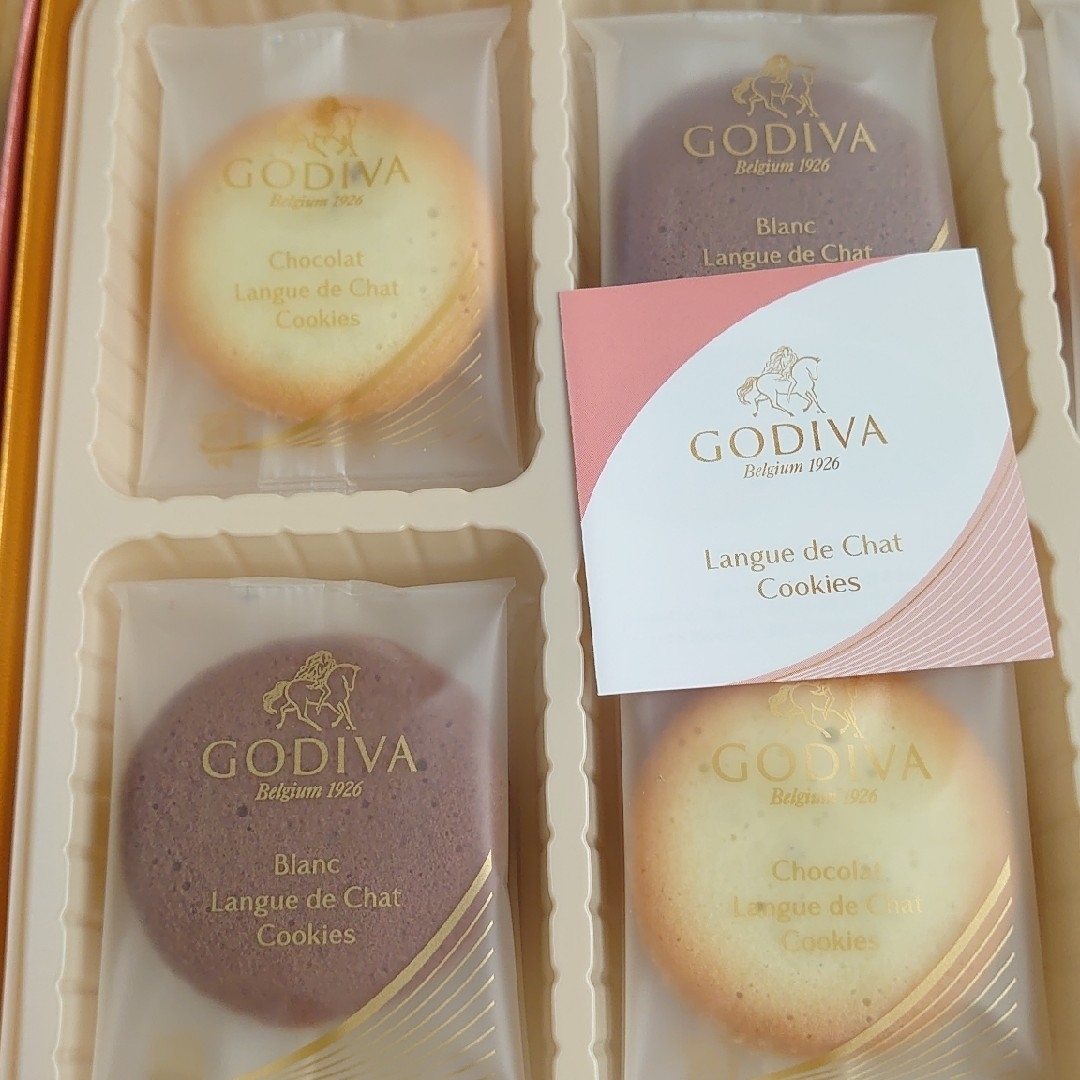 GODIVA
Belgium 1926
Chocolat
Langue de Chat
Cookies
GODIVA
Belgium 1926
Blanc
Langue de Chat
GODIVA
Belgium 1926
Langue de Chat
Cookies
GODIVA
Belgium 1926
Blanc
Langue de Chat
Cookies
GODIVA
Belgium 1926
Chocolat
Langue de Chat
Cookies